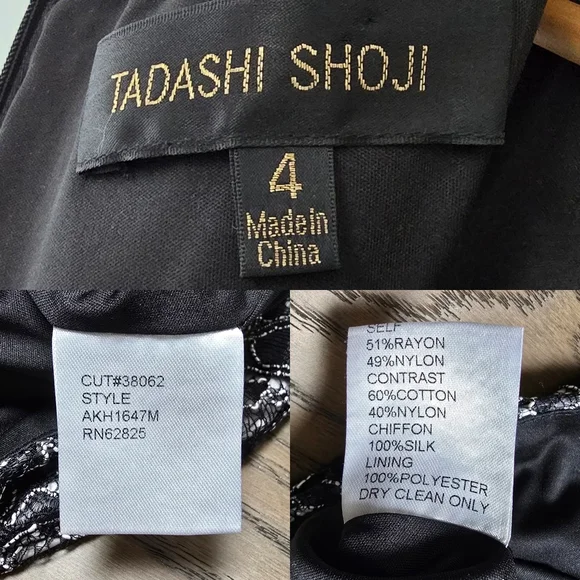 TADASHI SHOJI
4
Made in
China
CUT#38062
STYLE
AKH1647M
RN62825
SELF
51%RAYON
49%NYLON
CONTRAST
60%COTTON
40%NYLON
CHIFFON
100%SILK
LINING
100%POLYESTER
DRY CLEAN ONLY